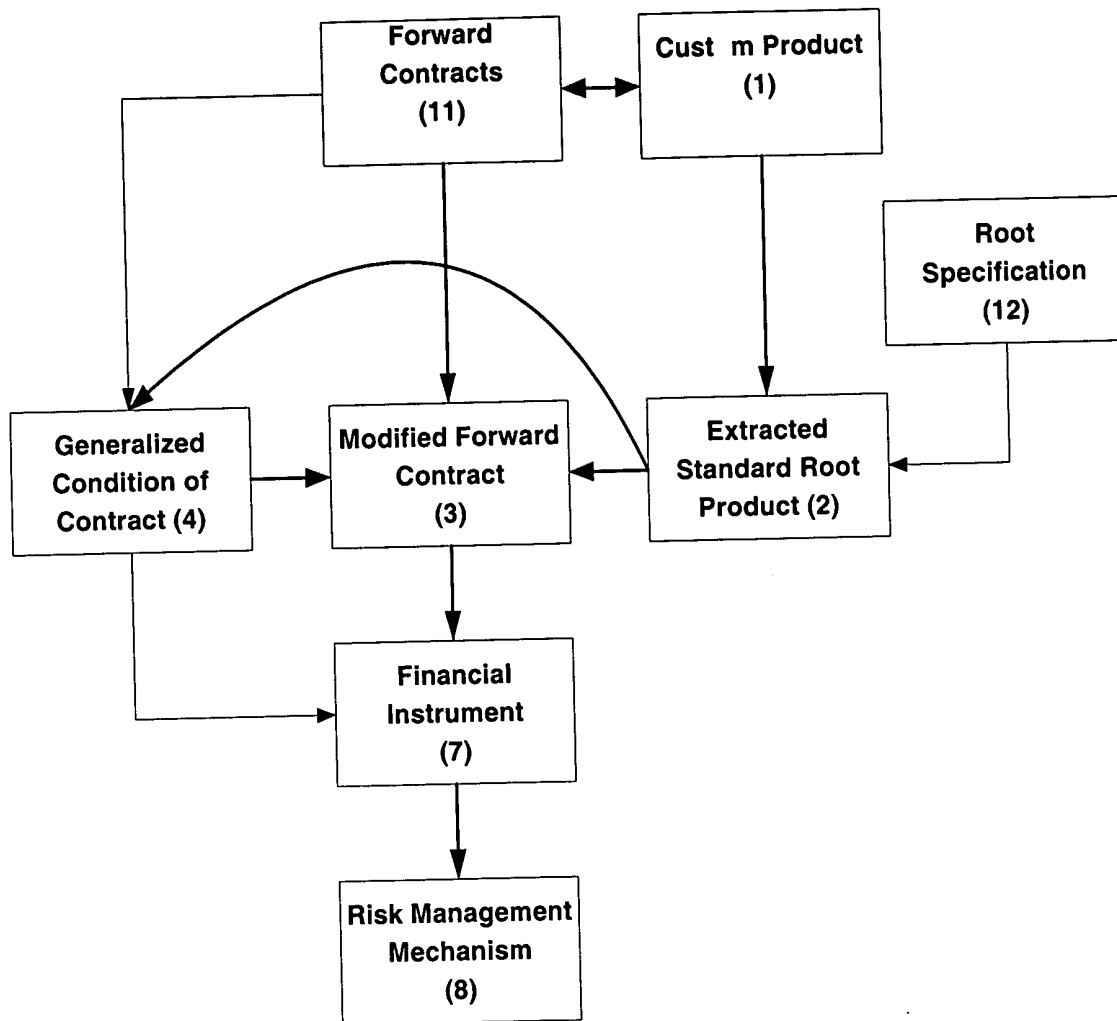 Forward
Contracts
(11)
Cust m Product
(1)
Root
Specification
(12)
Generalized
Condition of
Contract (4)
Modified Forward
Contract
(3)
Extracted
Standard Root
Product (2)
Financial
Instrument
(7)
Risk Management
Mechanism
(8)